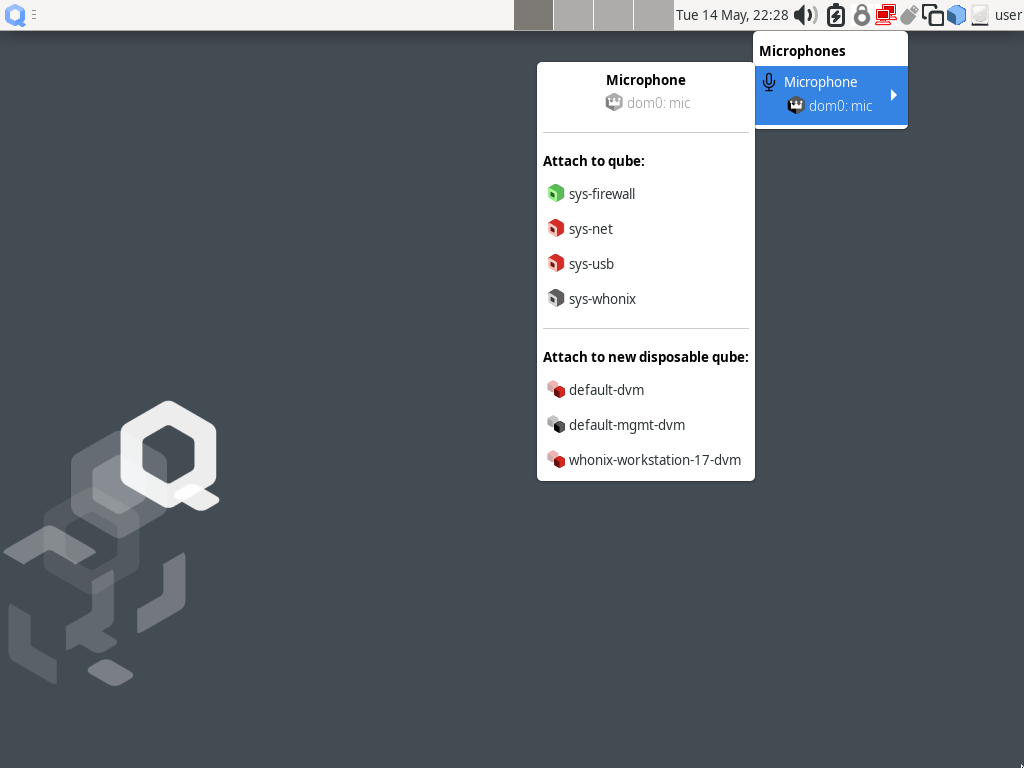 Tue 14 May, 22:28
user
Microphones
Microphone
dom0: mic
Microphone
dom0: mic
Attach to qube:
sys-firewall
sys-net
sys-usb
sys-whonix
Attach to new disposable qube:
default-dvm
default-mgmt-dvm
whonix-workstation-17-dvm